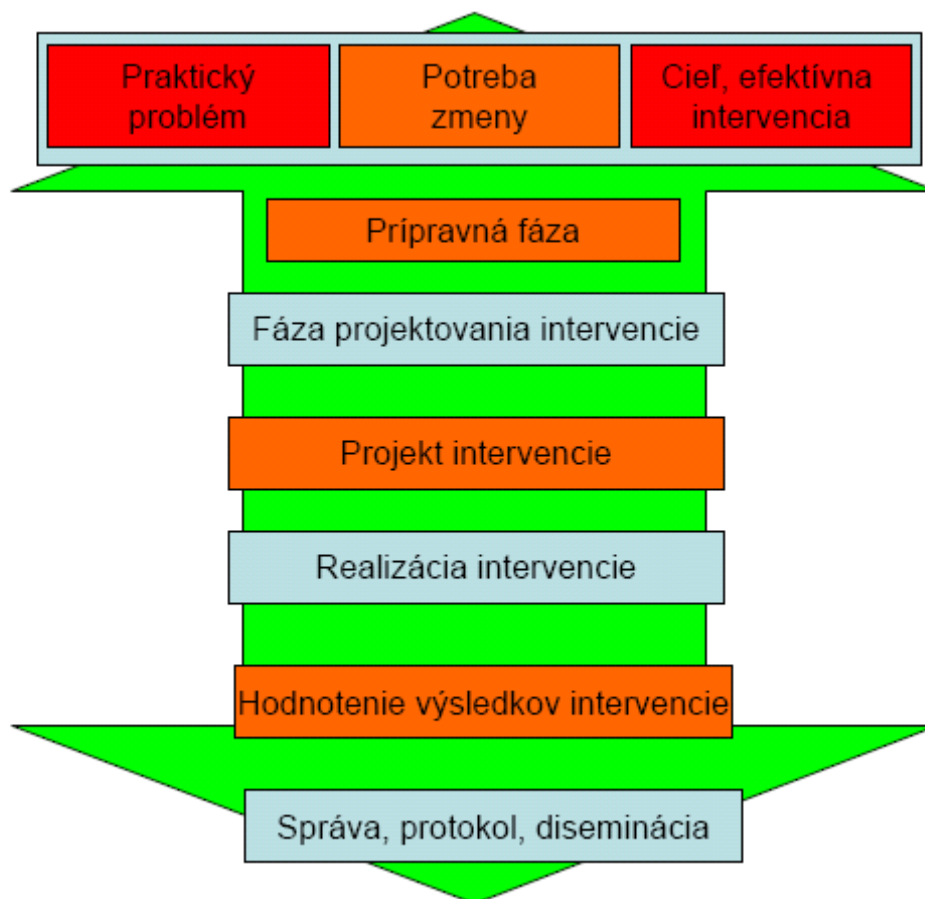 Praktický
problém
Potreba
zmeny
Cieľ, efektívna
intervencia
Prípravná fáza
Fáza projektovania intervencie
Projekt intervencie
Realizácia intervencie
Hodnotenie výsledkov intervencie
Správa, protokol, diseminácia